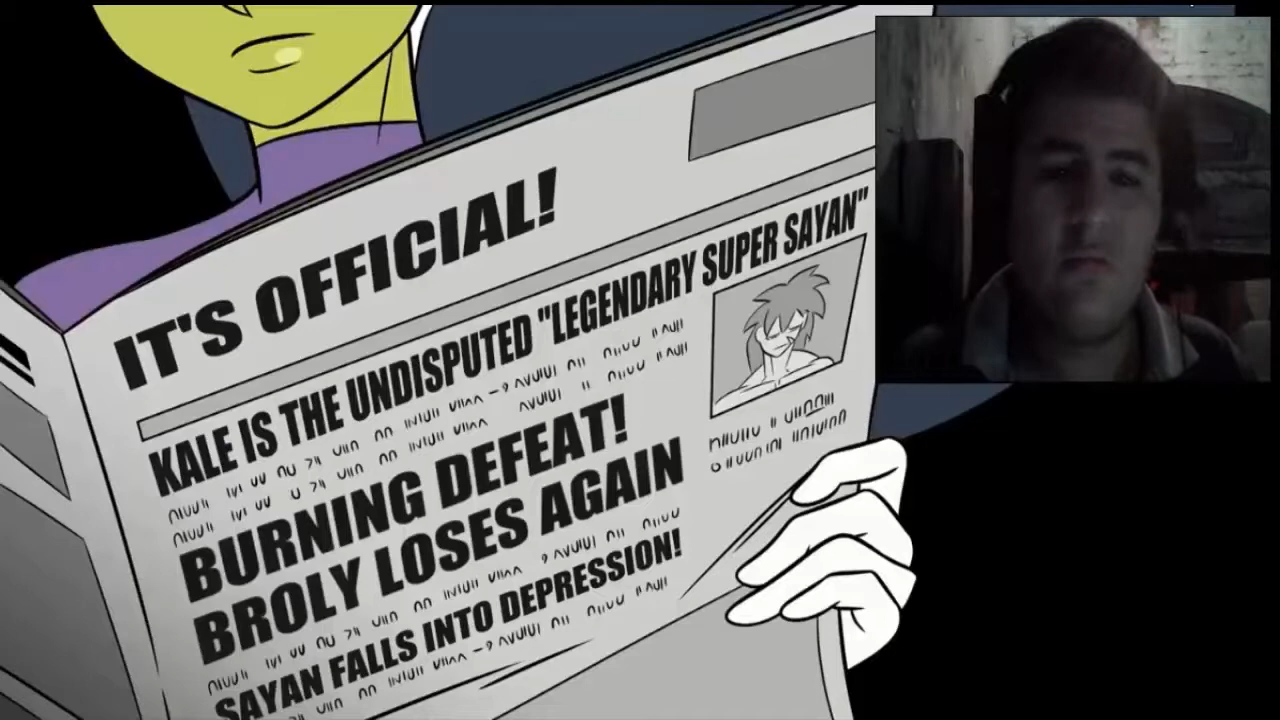 IT'S OFFICIAL!
KALE IS THE UNDISPUTED "LEGENDARY SUPER SAYAN"
BURNING DEFEAT!
BROLY LOSES AGAIN
SAYAN FALLS INTO DEPRESSION!